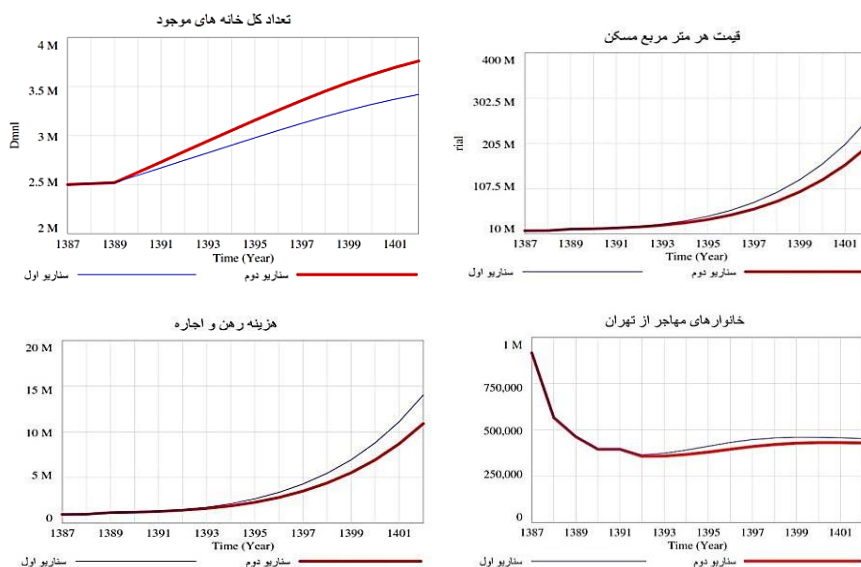 تعداد کل خانه های موجود
4 M
3.5 M
3 M
2.5 M
2 M
Dmnl
1387 1389 1391 1393 1395 1397 1399 1401
Time (Year)
سناریو اول سناریو دوم
قیمت هر متر مربع مسکن
400 M
302.5 M
205 M
107.5 M
10 M
rial
1387 1389 1391 1393 1395 1397 1399 1401
Time (Year)
سناریو اول سناریو دوم
هزینه رهن و اجاره
20 M
15 M
10 M
5 M
0
1387 1389 1391 1393 1395 1397 1399 1401
Time (Year)
سناریو اول سناریو دوم
خانوارهای مهاجر از تهران
1 M
750,000
500,000
250,000
0
1387 1389 1391 1393 1395 1397 1399 1401
Time (Year)
سناریو اول سناریو دوم